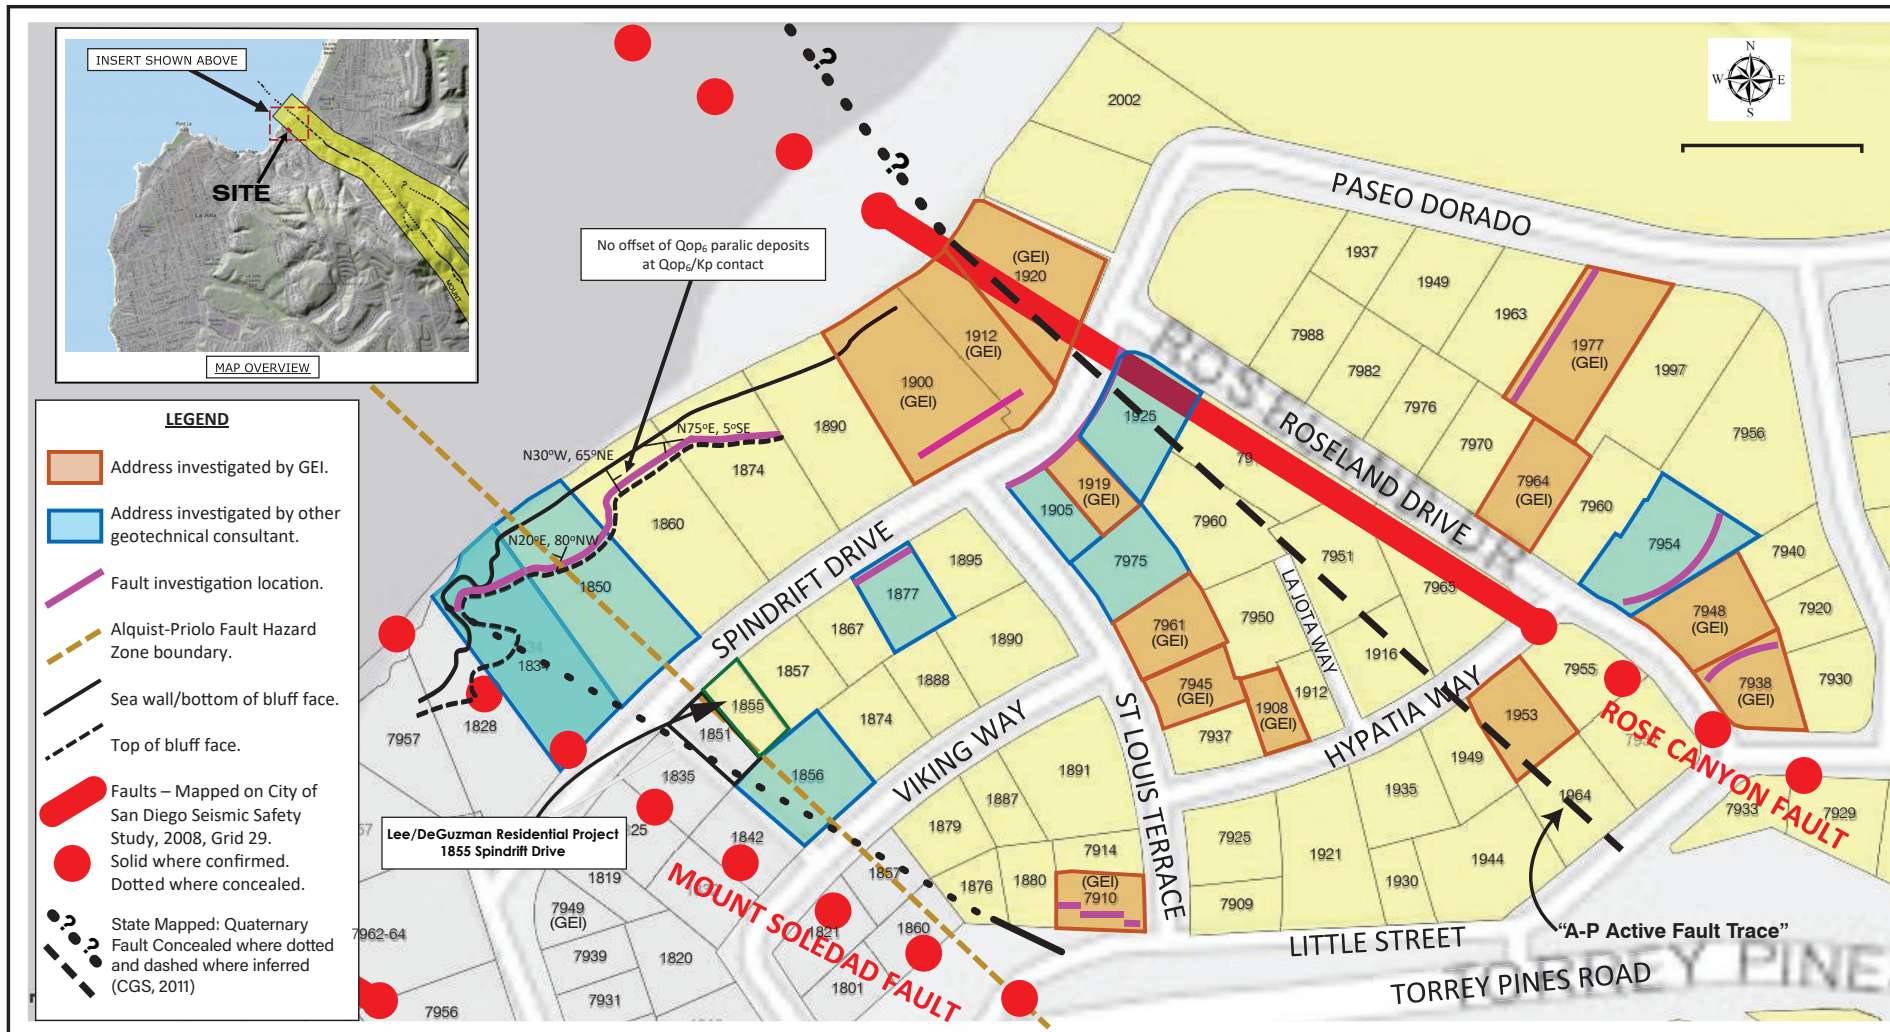 INSERT SHOWN ABOVE
SITE
La Jolla
MOUNT
MAP OVERVIEW
LEGEND
Address investigated by GEI.
Address investigated by other
geotechnical consultant.
Fault investigation location.
Alquist-Priolo Fault Hazard
Zone boundary.
Sea wall/bottom of bluff face.
Top of bluff face.
Faults – Mapped on City of
San Diego Seismic Safety
Study, 2008, Grid 29.
Solid where confirmed.
Dotted where concealed.
? ?
State Mapped: Quaternary
Fault Concealed where dotted
and dashed where inferred
(CGS, 2011)
No offset of Qop₆ paralic deposits
at Qop₆/Kp contact
N75ºE, 5ºSE
N30ºW, 65ºNE
N20ºE, 80ºNW
Lee/DeGuzman Residential Project
1855 Spindrift Drive
?
?
N
W E
S
2002
PASEO DORADO
(GEI)
1920
1912
(GEI)
1900
(GEI)
1890
1874
1860
1850
1834
1828
7957
1937
1949
1963
1977
(GEI)
1997
7988
7982
7976
7970
7964
(GEI)
7956
7960
7954
7940
7948
(GEI)
7920
7938
(GEI)
7930
ROSELAND DRIVE
ROSELAND DR
1925
1919
(GEI)
1905
7975
7960
7951
7965
7950
LA JOTA WAY
1916
1912
7961
(GEI)
7945
(GEI)
1908
(GEI)
7937
SPINDRIFT DRIVE
1895
1877
1867
1890
1857
1888
1855
1851
1874
1856
1835
1842
1825
1819
VIKING WAY
ST LOUIS TERRACE
HYPATIA WAY
1891
1887
1879
1876
1880
7914
(GEI)
7910
7925
7909
1921
1935
1930
1944
1949
1953
1964
7955
7933
7929
ROSE CANYON FAULT
MOUNT SOLEDAD FAULT
1857
1860
1821
1801
1820
7949
(GEI)
7939
7931
7962-64
7956
LITTLE STREET
TORREY PINES ROAD
TORREY PINE
“A-P Active Fault Trace”